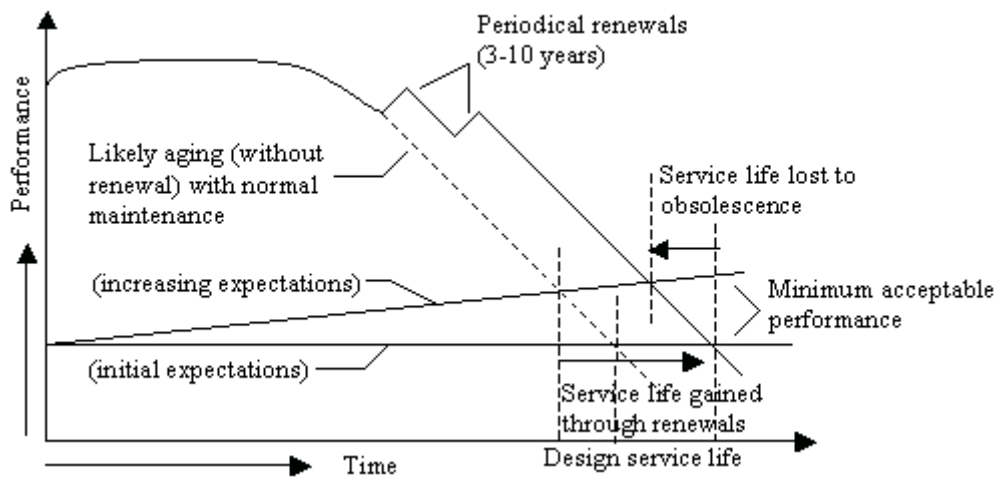 Periodical renewals
(3-10 years)
Performance
Likely aging (without
renewal) with normal
maintenance
Service life lost to
obsolescence
(increasing expectations)
Minimum acceptable
performance
(initial expectations)
Service life gained
through renewals
Design service life
Time